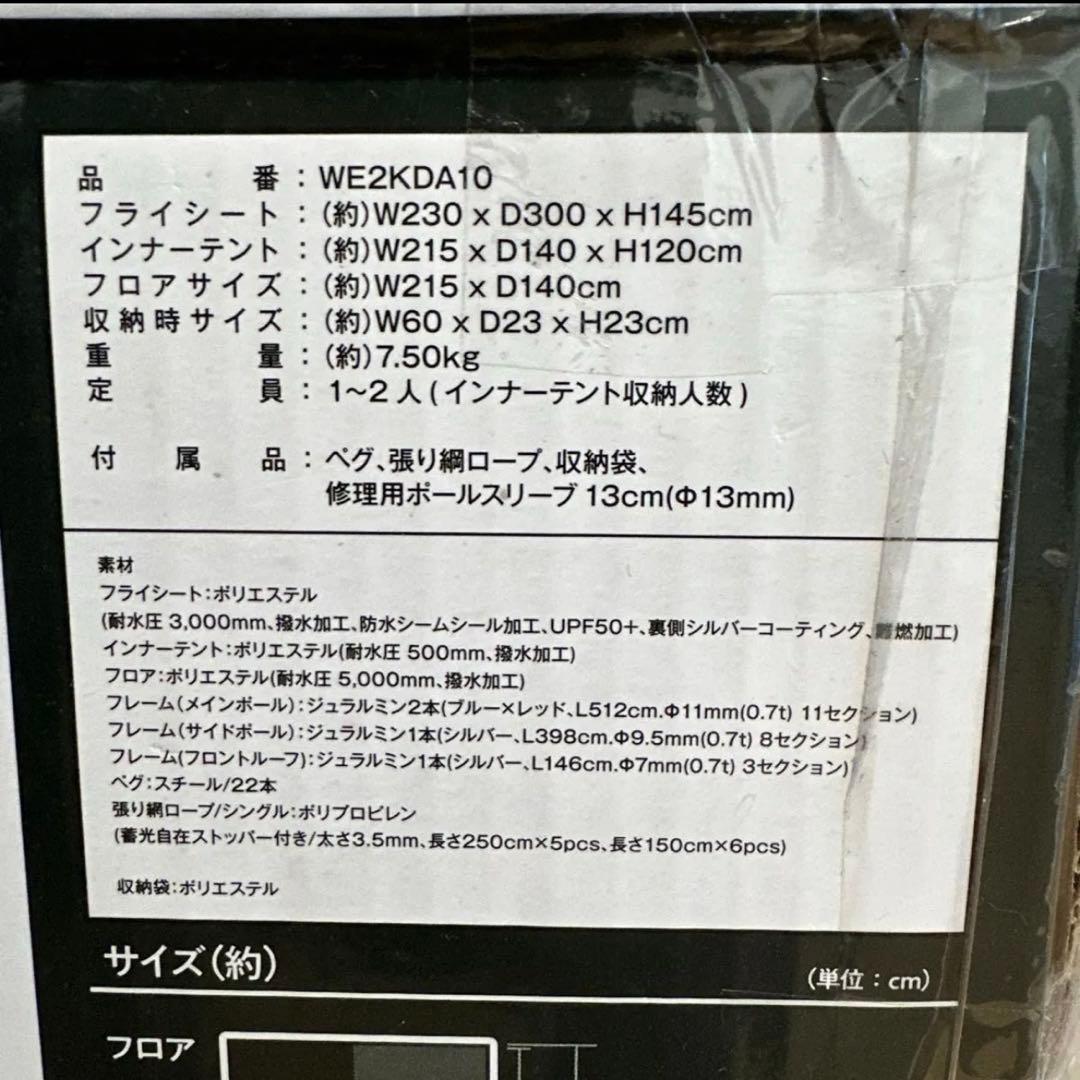 品番：WE2KDA10
フライシート：(約)W230 x D300 x H145cm
インナーテント：(約)W215 x D140 x H120cm
フロアサイズ：(約)W215 x D140cm
収納時サイズ：(約)W60 x D23 x H23cm
重量：(約)7.50kg
定員：1〜2人(インナーテント収納人数)
付属品：ペグ、張り綱ロープ、収納袋、
修理用ポールスリーブ 13cm(Φ13mm)
素材
フライシート:ポリエステル
(耐水圧 3,000mm、撥水加工、防水シームシール加工、UPF50+、裏側シルバーコーティング、難燃加工)
インナーテント:ポリエステル(耐水圧 500mm、撥水加工)
フロア:ポリエステル(耐水圧 5,000mm、撥水加工)
フレーム(メインポール):ジュラルミン2本(ブルー×レッド、L512cm.Φ11mm(0.7t) 11セクション)
フレーム(サイドポール):ジュラルミン1本(シルバー、L398cm.Φ9.5mm(0.7t) 8セクション)
フレーム(フロントルーフ):ジュラルミン1本(シルバー、L146cm.Φ7mm(0.7t) 3セクション)
ペグ:スチール/22本
張り網ロープ/シングル:ポリプロピレン
(蓄光自在ストッパー付き/太さ3.5mm、長さ250cm×5pcs、長さ150cm×6pcs)
収納袋:ポリエステル
サイズ(約)
(単位：cm)
フロア